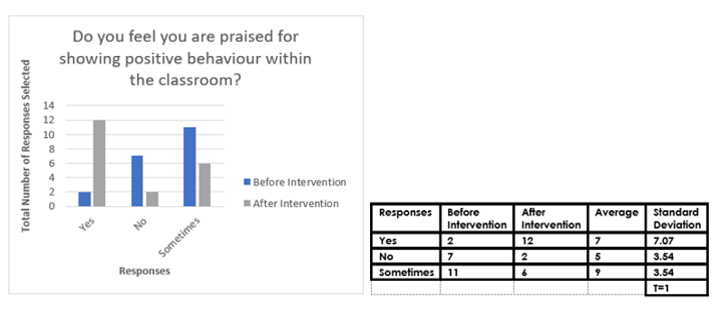 Do you feel you are praised for
showing positive behaviour within
the classroom?
Total Number of Responses Selected
14
12
10
8
6
4
2
0
Yes
No
Sometimes
Responses
Before Intervention
After Intervention
Responses Before Intervention After Intervention Average Standard Deviation
Yes 2 12 7 7.07
No 7 2 5 3.54
Sometimes 11 6 9 3.54
T=1